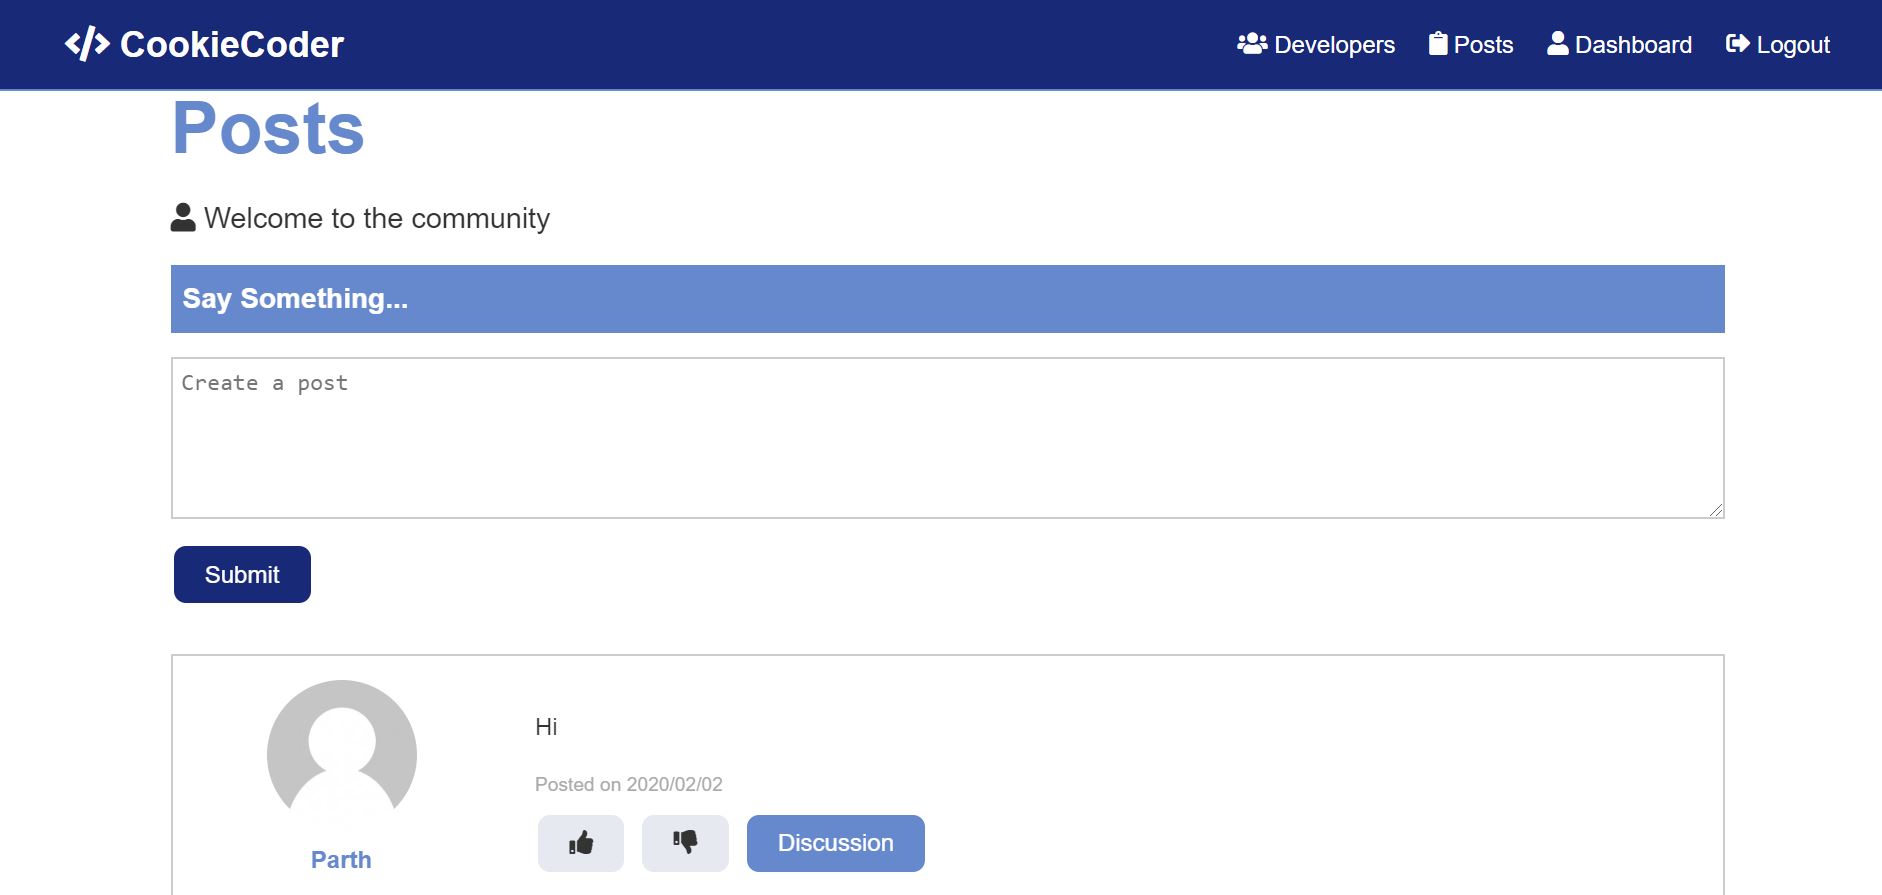 CookieCoder
Developers
Posts
Dashboard
Logout
Posts
Welcome to the community
Say Something...
Create a post
Submit
Hi
Posted on 2020/02/02
Discussion
Parth